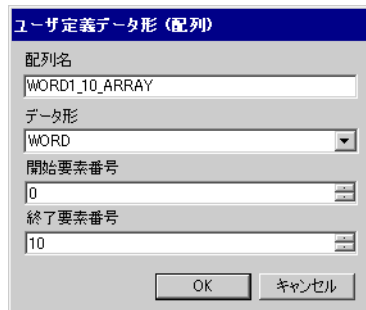 ユーザ定義データ形 (配列)
配列名
WORD1_10_ARRAY
データ形
WORD
開始要素番号
0
終了要素番号
10
OK キャンセル